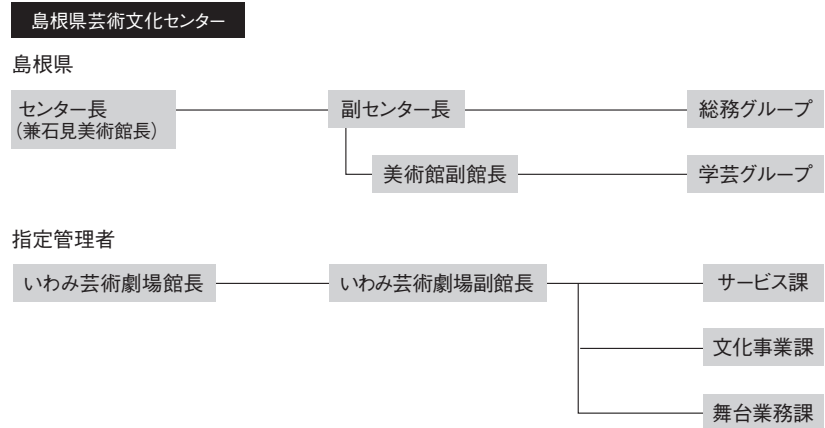 島根県芸術文化センター
島根県
センター長
(兼石見美術館長)
副センター長
総務グループ
美術館副館長
学芸グループ
指定管理者
いわみ芸術劇場館長
いわみ芸術劇場副館長
サービス課
文化事業課
舞台業務課